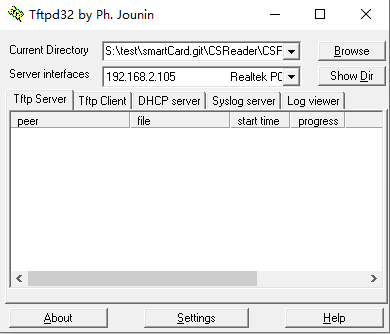 Tftpd32 by Ph. Jounin
Current Directory S:\test\smartCard.git\CSReader\CSF Browse
Server interfaces 192.168.2.105 Realtek PC Show Dir
Tftp Server Tftp Client DHCP server Syslog server Log viewer
peer file start time progress
About Settings Help